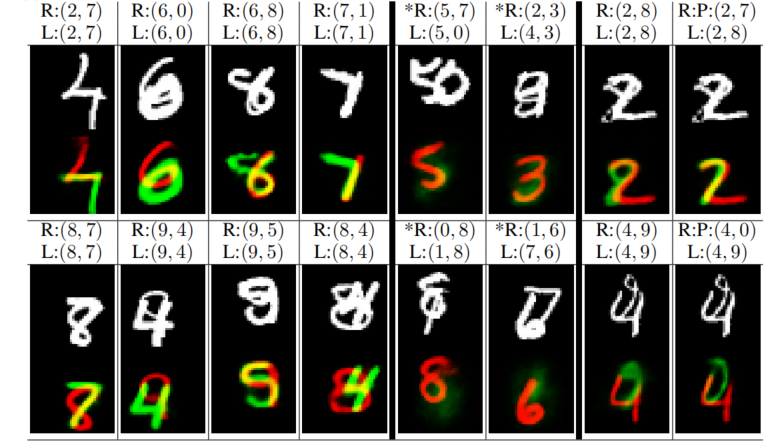 R:(2, 7) R:(6, 0) R:(6, 8) R:(7, 1) *R:(5, 7) *R:(2, 3) R:(2, 8) R:P:(2, 7)
L:(2, 7) L:(6, 0) L:(6, 8) L:(7, 1) L:(5, 0) L:(4, 3) L:(2, 8) L:(2, 8)
R:(8, 7) R:(9, 4) R:(9, 5) R:(8, 4) *R:(0, 8) *R:(1, 6) R:(4, 9) R:P:(4, 0)
L:(8, 7) L:(9, 4) L:(9, 5) L:(8, 4) L:(1, 8) L:(7, 6) L:(4, 9) L:(4, 9)